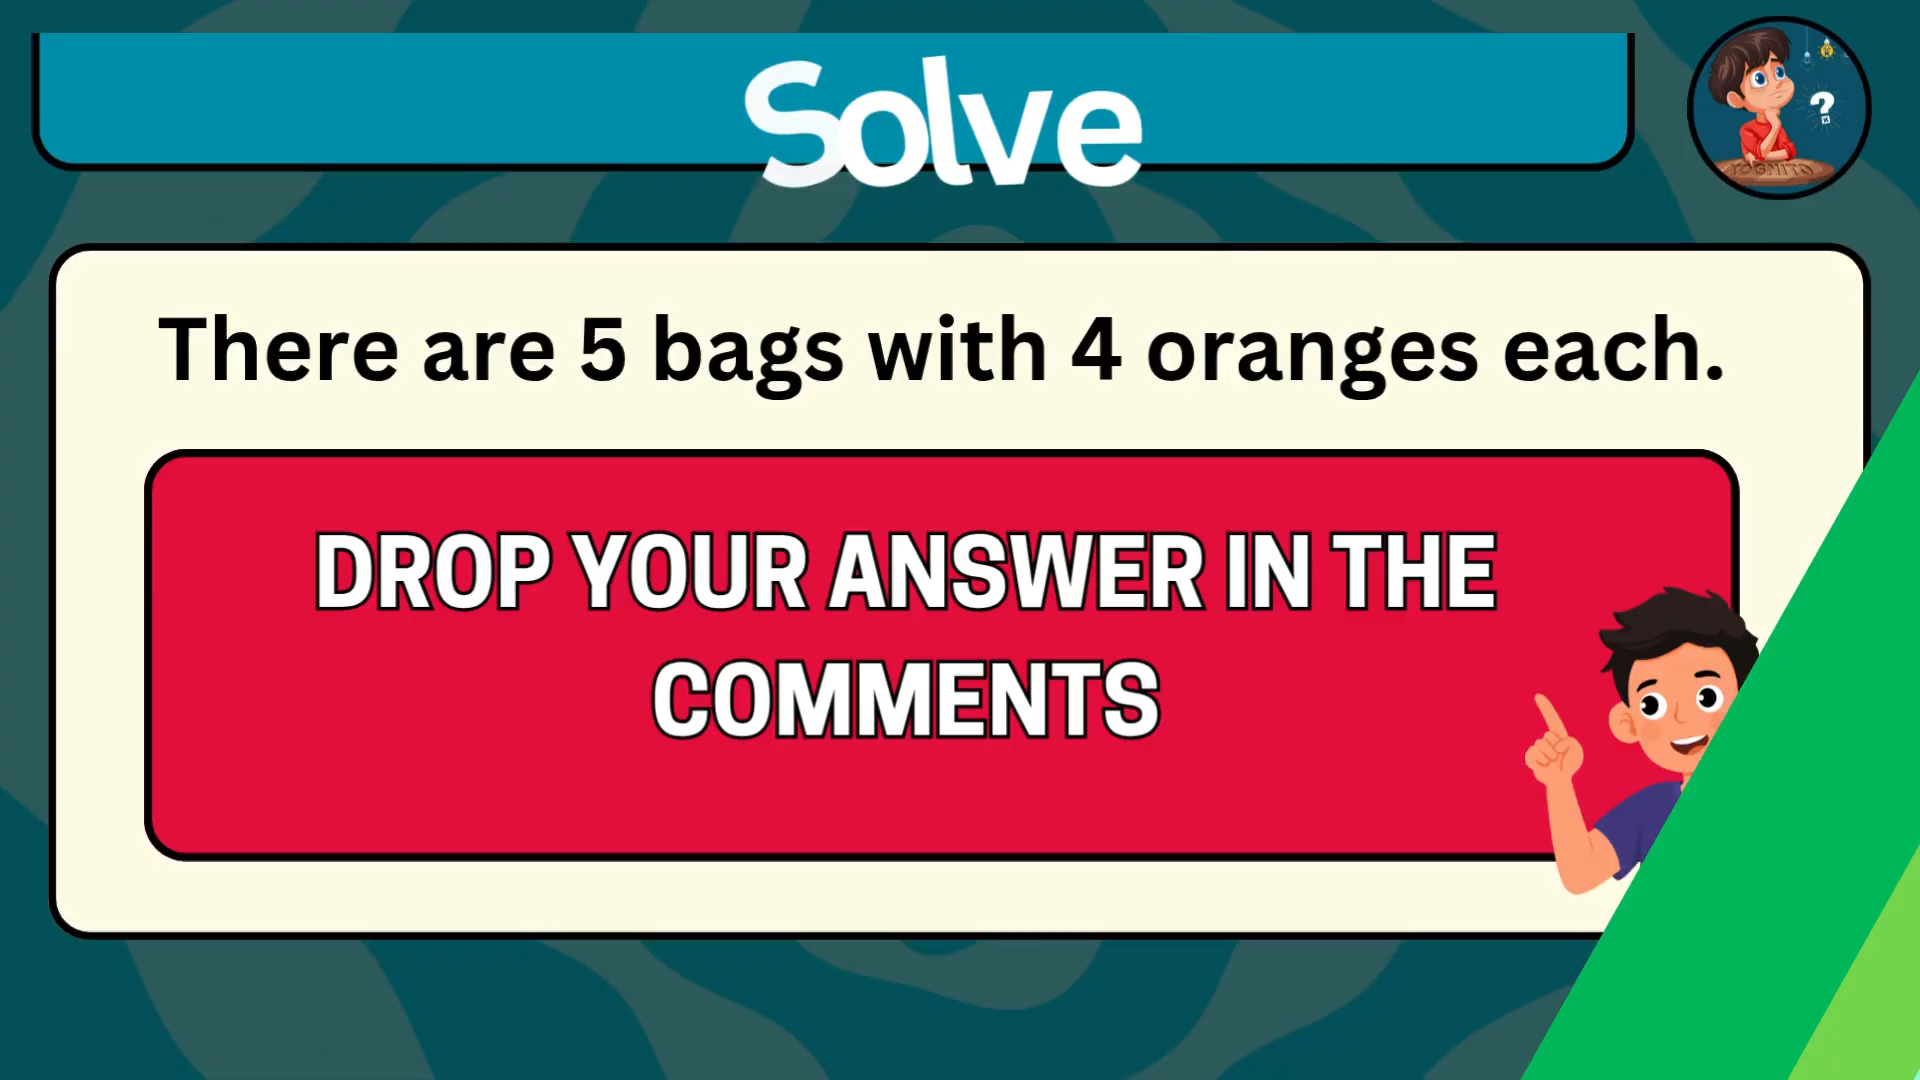 Solve
There are 5 bags with 4 oranges each.
DROP YOUR ANSWER IN THE
COMMENTS
?